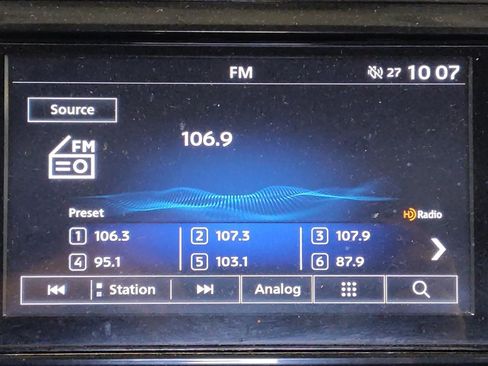 FM 27 10 07
Source
FM
106.9
Preset HD Radio
1 106.3 2 107.3 3 107.9
4 95.1 5 103.1 6 87.9
Station Analog